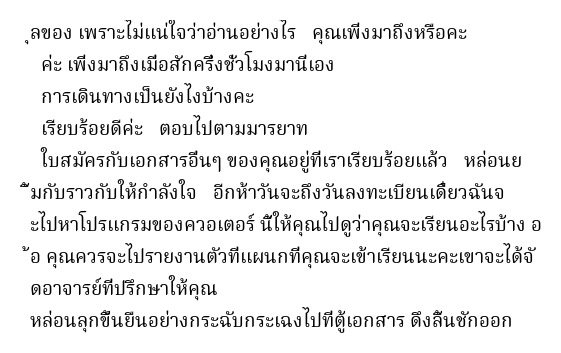 ุลของ เพราะไม่แน่ใจว่าอ่านอย่างไร   คุณเพิ่งมาถึงหรือคะ
ค่ะ เพิ่งมาถึงเมื่อสักครึ่งชั่วโมงมานี่เอง
การเดินทางเป็นยังไงบ้างคะ
เรียบร้อยดีค่ะ   ตอบไปตามมารยาท
ใบสมัครกับเอกสารอื่นๆ ของคุณอยู่ที่เราเรียบร้อยแล้ว   หล่อนย
ิ้มกับราวกับให้กำลังใจ   อีกห้าวันจะถึงวันลงทะเบียนเดี๋ยวฉันจ
ะไปหาโปรแกรมของควอเตอร์ นี้ให้คุณไปดูว่าคุณจะเรียนอะไรบ้าง อ
้อ คุณควรจะไปรายงานตัวที่แผนกที่คุณจะเข้าเรียนนะคะเขาจะได้จั
ดอาจารย์ที่ปรึกษาให้คุณ
หล่อนลุกขึ้นยืนอย่างกระฉับกระเฉงไปที่ตู้เอกสาร ดึงลิ้นชักออก